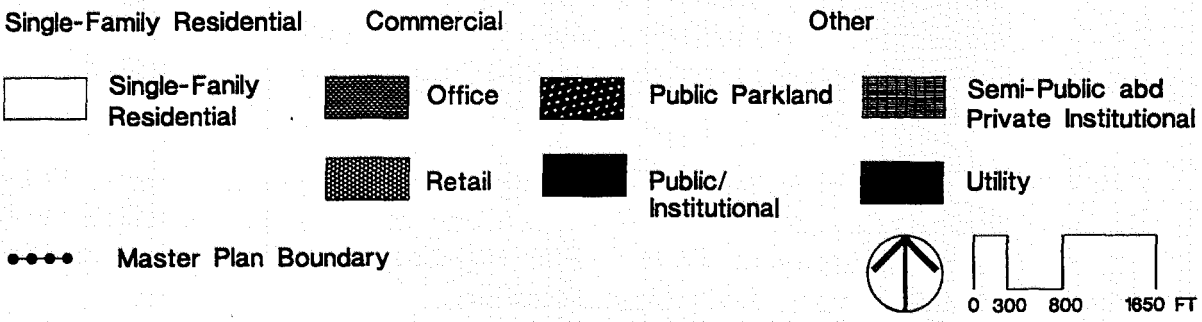 Single-Family Residential
Commercial
Other
Single-Fanily
Residential
Office
Public Parkland
Semi-Public abd
Private Institutional
Retail
Public/
Institutional
Utility
Master Plan Boundary
0 300 800 1650 FT